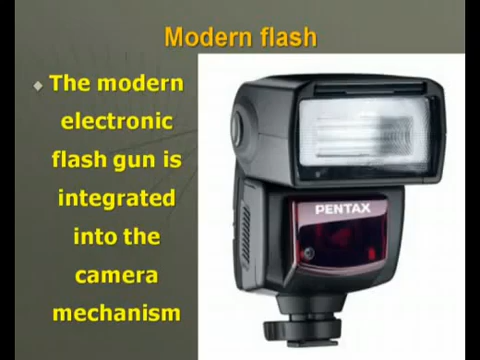 Modern flash
The modern
electronic
flash gun is
integrated
into the
camera
mechanism
PENTAX